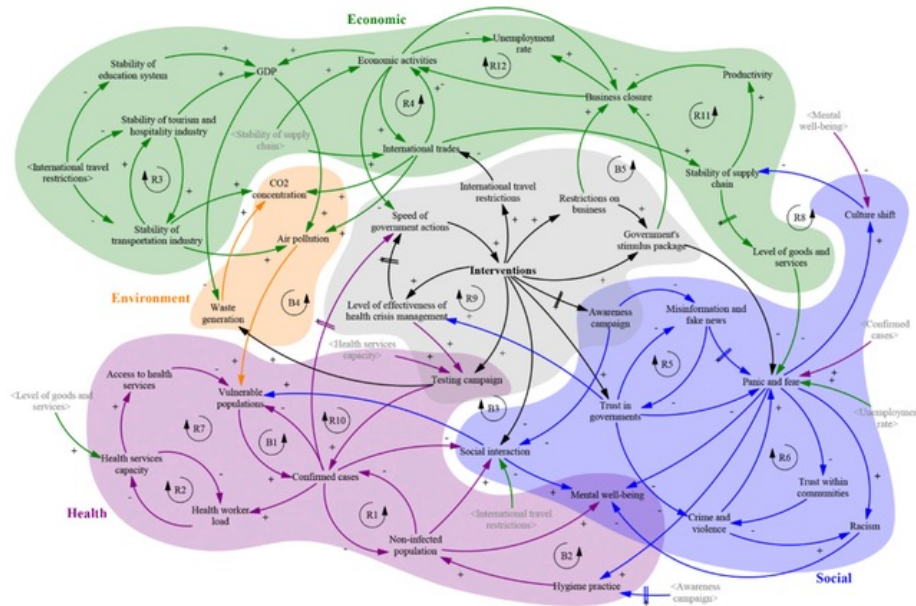 Economic
Stability of
education system
GDP
Economic activities
Unemployment
rate
R12
Business closure
Productivity
R11
R4
<Mental
well-being>
Stability of tourism and
hospitality industry
<Stability of supply
chain>
International trades
<International travel
restrictions>
R3
CO2
concentration
International travel
restrictions
Restrictions on
business
B5
Stability of supply
chain
R8
Culture shift
Stability of
transportation industry
Air pollution
Speed of
government actions
Government's
stimulus package
Level of goods and
services
Environment
B4
Interventions
Waste
generation
Level of effectiveness of
health crisis management
R9
Awareness
campaign
Misinformation and
fake news
<Confirmed
cases>
<Health services
capacity>
R5
Access to health
services
Vulnerable
populations
Testing campaign
Trust in
governments
Panic and fear
<Level of goods and
services>
R7
B1
R10
B3
<Unemployment
rate>
Health services
capacity
Confirmed cases
Social interaction
R6
R2
Mental well-being
Trust within
communities
Health
Health worker
load
R1
<International travel
restrictions>
Crime and
violence
Racism
Non-infected
population
B2
Hygiene practice
<Awareness
campaign>
Social